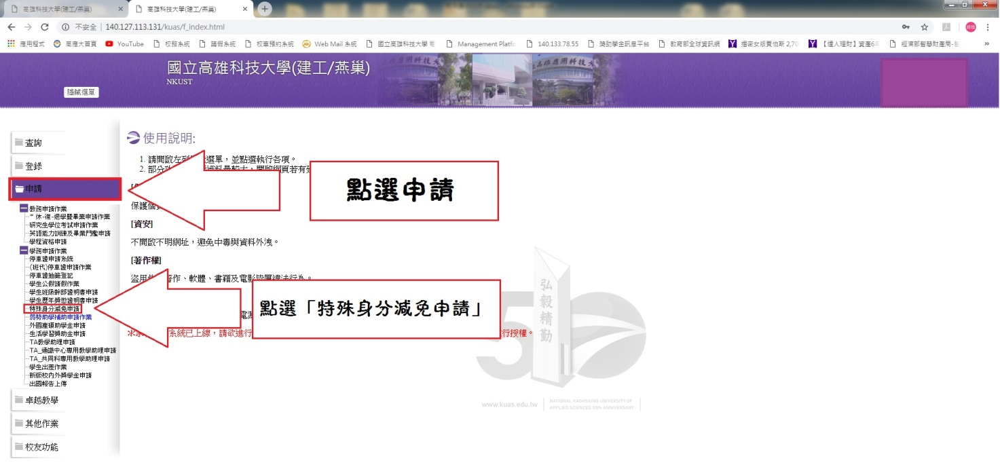 高雄科技大學(建工/燕巢)
高雄科技大學(建工/燕巢)
不安全 | 140.127.113.131/kuas/f_index.html
應用程式 高應大首頁 YouTube 校務系統 請假系統 校車預約系統 Web Mail 系統 國立高雄科技大學 電 Management Platfo 140.133.78.55 獎助學金訊息平台 教育部全球資訊網 揭密女版賈伯斯 2,70 【達人理財】資產6年 經濟部智慧財產局-智 »
國立高雄科技大學(建工/燕巢)
NKUST
隱藏選單
查詢
登錄
申請
教務申請作業
＊休-復-退學暨畢業申請作業
研究生學位考試申請作業
英語能力訓練及畢業門檻申請
學程資格申請
學務申請作業
停車證申請系統
(班代)停車證申請作業
停車證抽籤登記
學生公假請假作業
學生班級幹部證明書申請
學生歷年獎懲證明書申請
特殊身分減免申請
弱勢助學補助申請作業
外國產碩助學金申請
生活學習獎助金申請
TA教學助理申請
TA_通識中心專用教學助理申請
TA_共同科專用教學助理申請
學生出差作業
新版校內外獎學金申請
出國報告上傳
卓越教學
其他作業
校友功能
使用說明:
1. 請開啟左列 選單，並點選執行各項。
2. 部分 資料量較大，開啟網頁若有
點選申請
保護個
[資安]
不開啟不明網址，避免中毒與資料外洩。
[著作權]
盜用 著作、軟體、書籍及電影皆屬違法行為。
點選「特殊身分減免申請」
電
系統已上線，請欲進行 行授權。
弘毅精勤
50
www.kuas.edu.tw
NATIONAL KAOHSIUNG UNIVERSITY OF
APPLIED SCIENCES 50th ANNIVERSARY